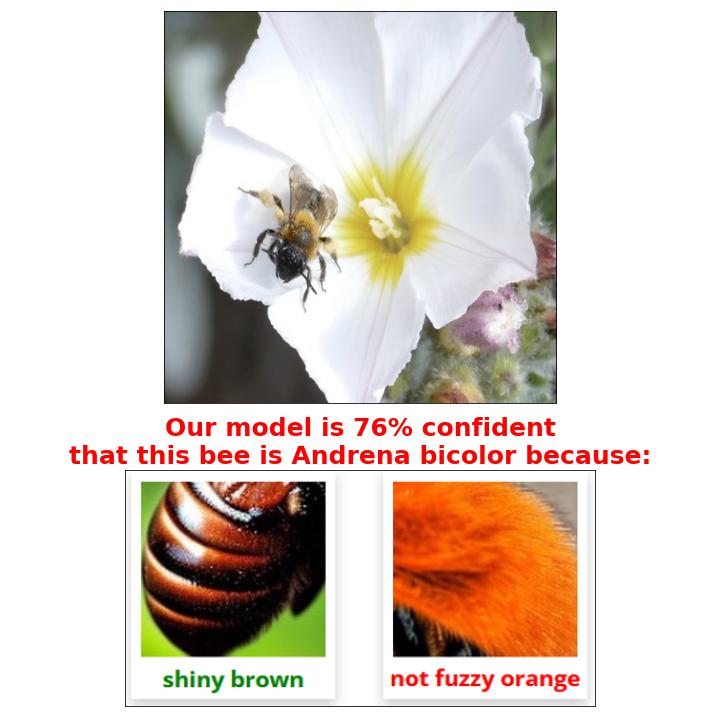 Our model is 76% confident
that this bee is Andrena bicolor because:
shiny brown
not fuzzy orange